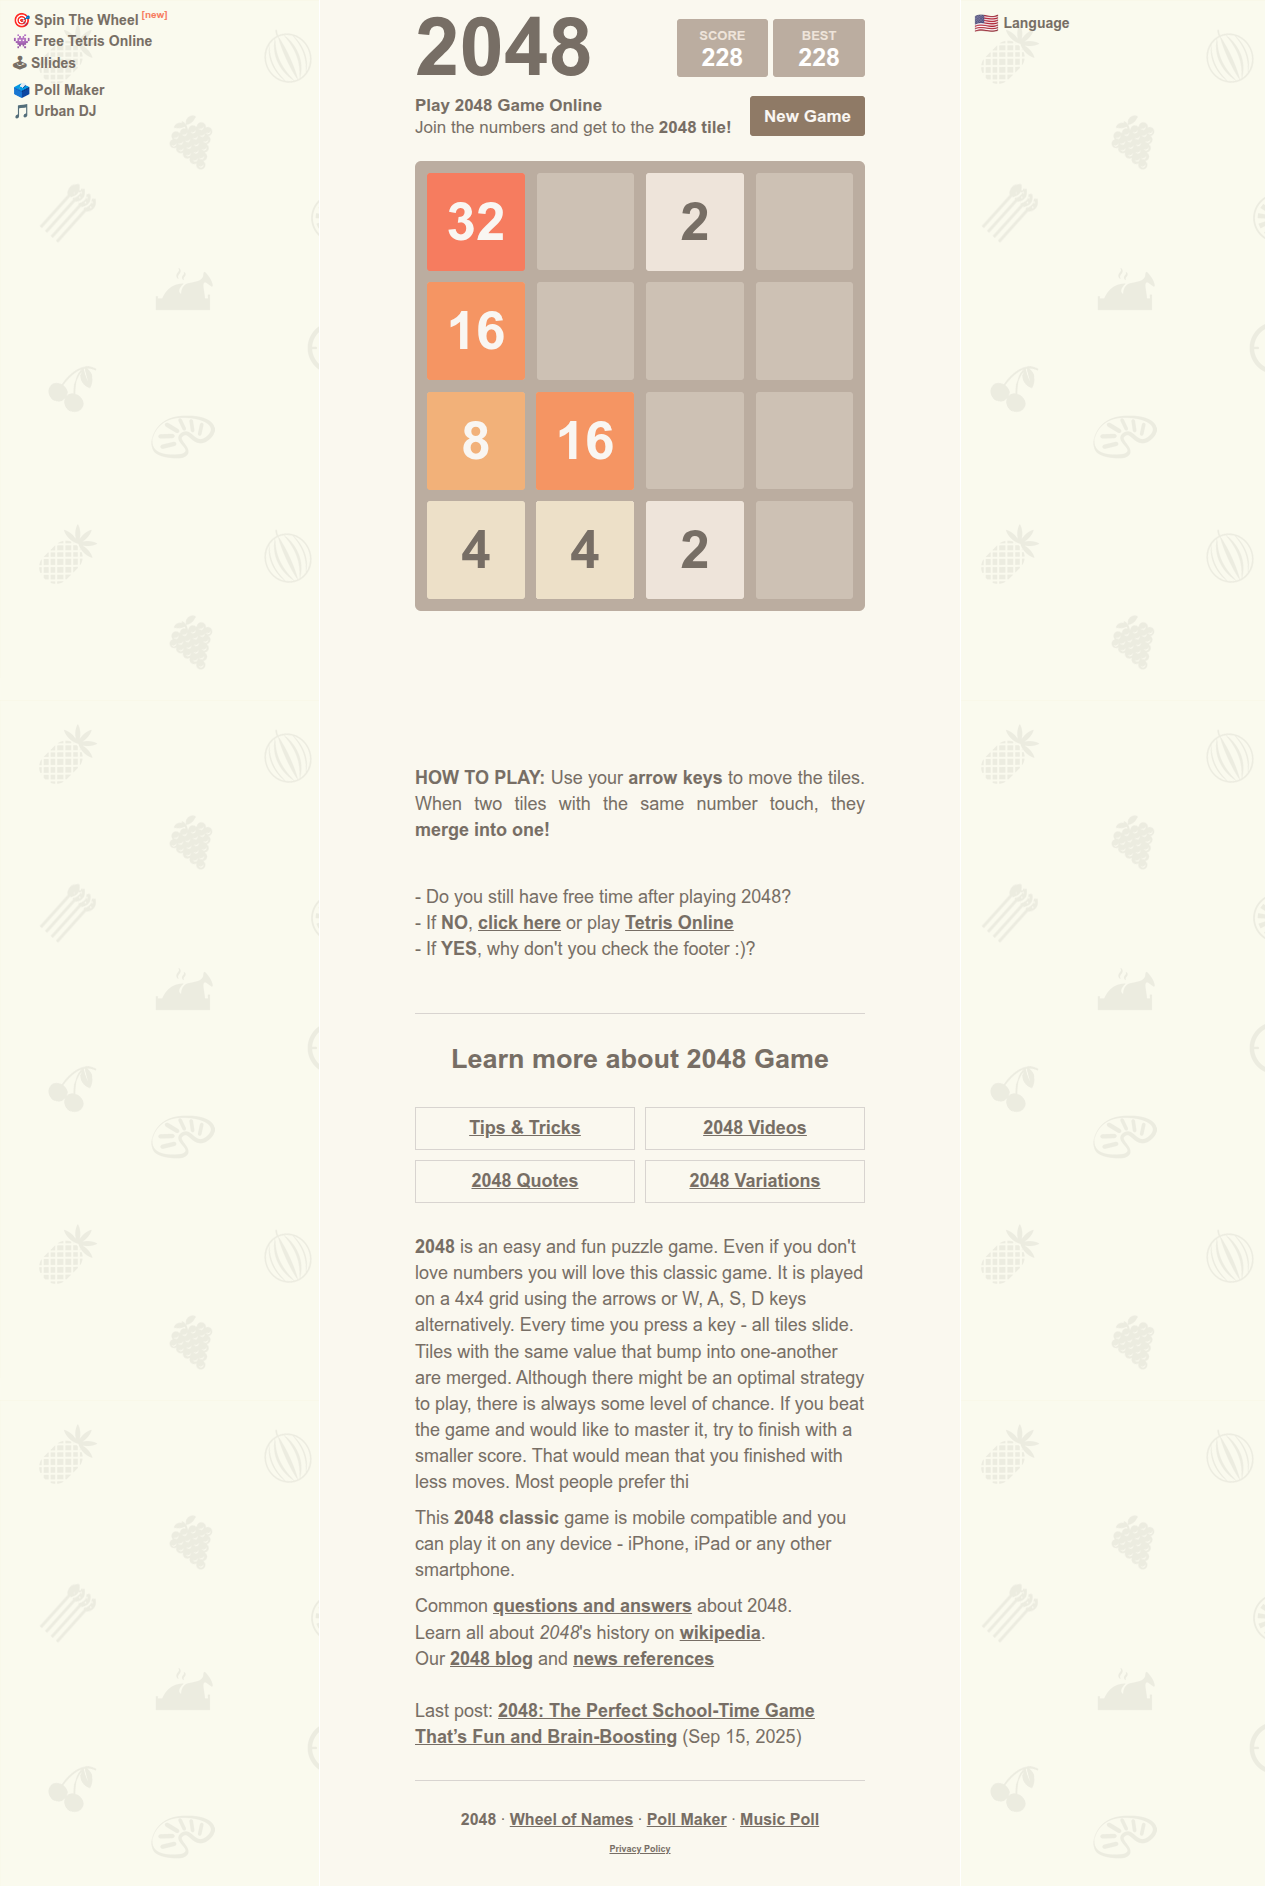 🎯 Spin The Wheel [new]
👾 Free Tetris Online
🕹 Sllides
🗳 Poll Maker
🎵 Urban DJ
🇺🇸 Language
2048
SCORE
228
BEST
228
Play 2048 Game Online
Join the numbers and get to the 2048 tile!
New Game
32 2
16
8 16
4 4 2
HOW TO PLAY: Use your arrow keys to move the tiles.
When two tiles with the same number touch, they
merge into one!
- Do you still have free time after playing 2048?
- If NO, click here or play Tetris Online
- If YES, why don't you check the footer :)?
Learn more about 2048 Game
Tips & Tricks
2048 Videos
2048 Quotes
2048 Variations
2048 is an easy and fun puzzle game. Even if you don't
love numbers you will love this classic game. It is played
on a 4x4 grid using the arrows or W, A, S, D keys
alternatively. Every time you press a key - all tiles slide.
Tiles with the same value that bump into one-another
are merged. Although there might be an optimal strategy
to play, there is always some level of chance. If you beat
the game and would like to master it, try to finish with a
smaller score. That would mean that you finished with
less moves. Most people prefer thi
This 2048 classic game is mobile compatible and you
can play it on any device - iPhone, iPad or any other
smartphone.
Common questions and answers about 2048.
Learn all about 2048's history on wikipedia.
Our 2048 blog and news references
Last post: 2048: The Perfect School-Time Game
That’s Fun and Brain-Boosting (Sep 15, 2025)
2048 · Wheel of Names · Poll Maker · Music Poll
Privacy Policy